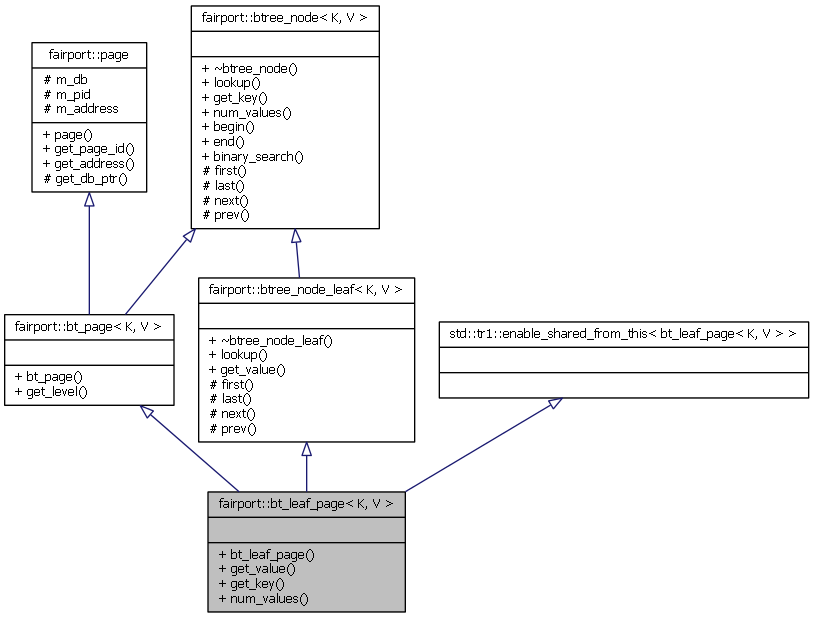 fairport::btree_node< K, V >
+ ~btree_node()
+ lookup()
+ get_key()
+ num_values()
+ begin()
+ end()
+ binary_search()
# first()
# last()
# next()
# prev()
fairport::page
# m_db
# m_pid
# m_address
+ page()
+ get_page_id()
+ get_address()
# get_db_ptr()
fairport::btree_node_leaf< K, V >
+ ~btree_node_leaf()
+ lookup()
+ get_value()
# first()
# last()
# next()
# prev()
fairport::bt_page< K, V >
+ bt_page()
+ get_level()
std::tr1::enable_shared_from_this< bt_leaf_page< K, V > >
fairport::bt_leaf_page< K, V >
+ bt_leaf_page()
+ get_value()
+ get_key()
+ num_values()